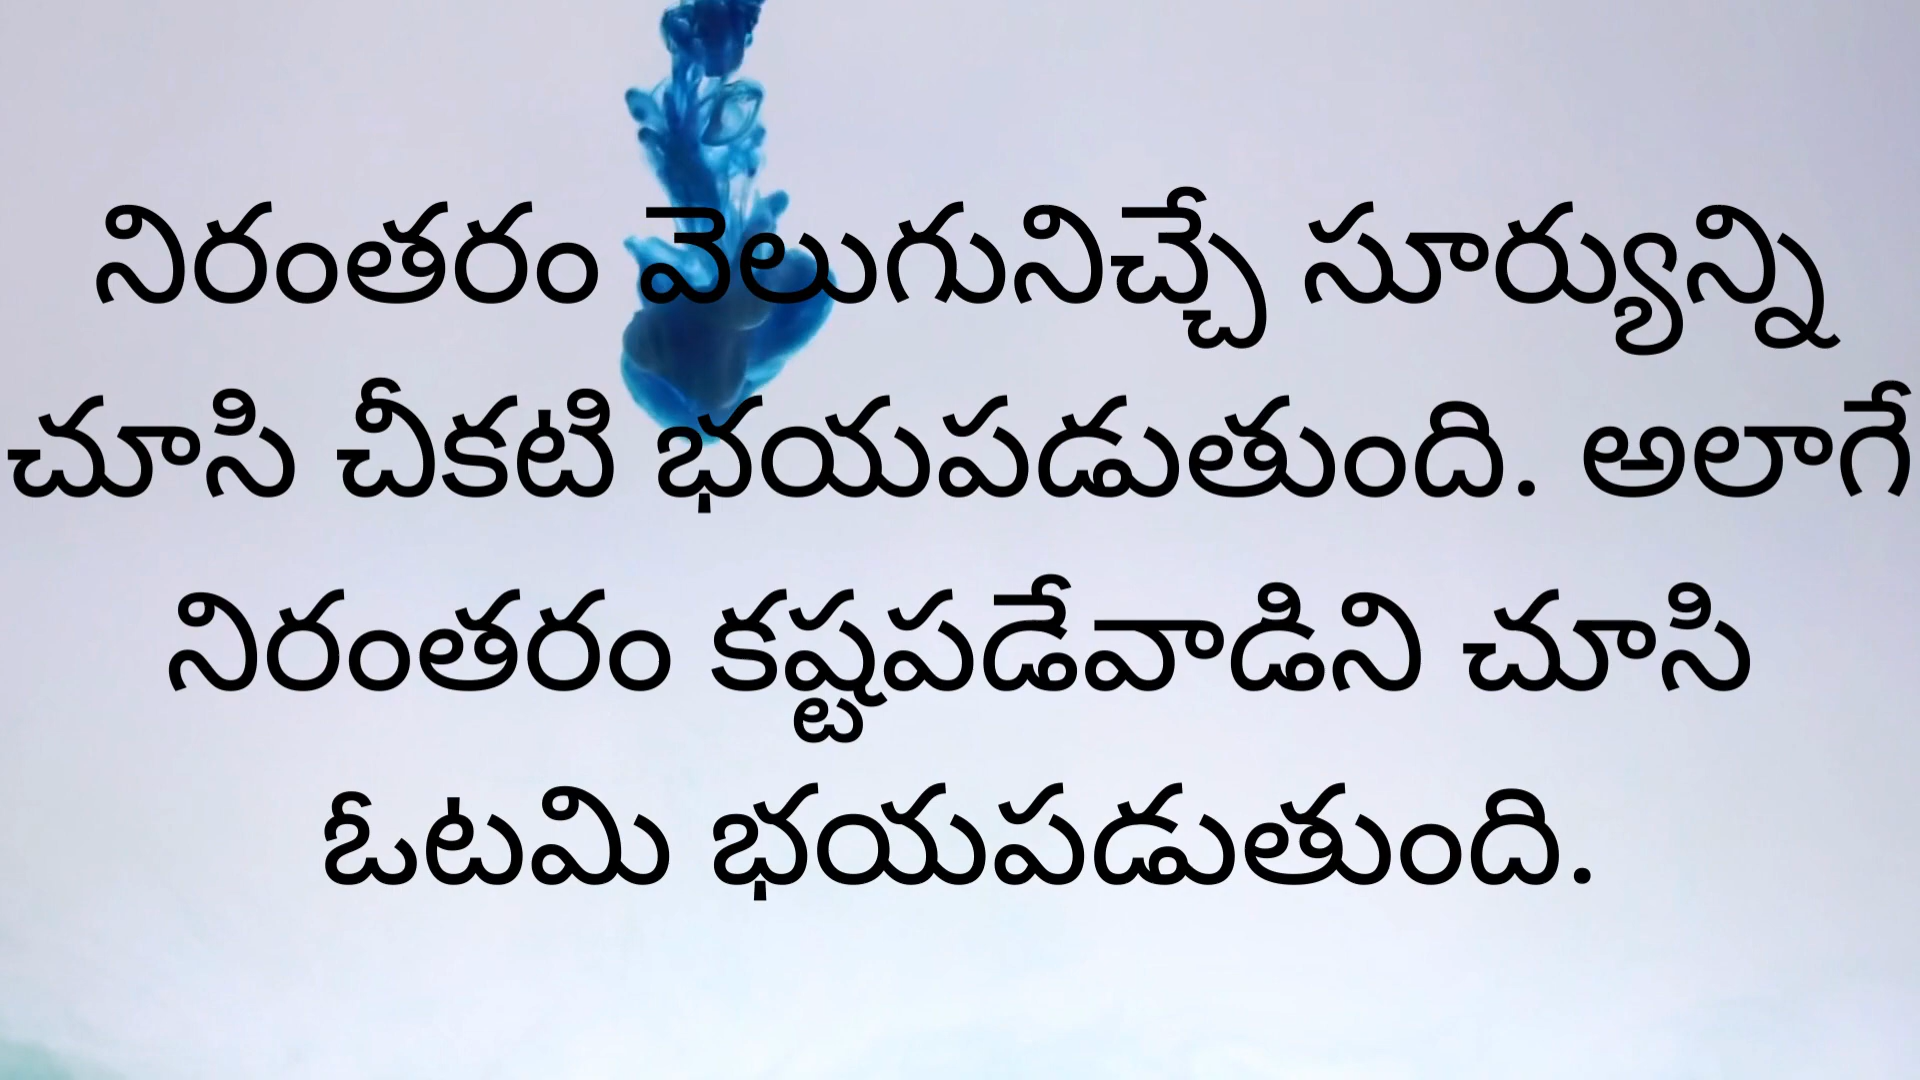 నిరంతరం వెలుగునిచ్చే సూర్యున్ని
చూసి చీకటి భయపడుతుంది. అలాగే
నిరంతరం కష్టపడేవాడిని చూసి
ఓటమి భయపడుతుంది.